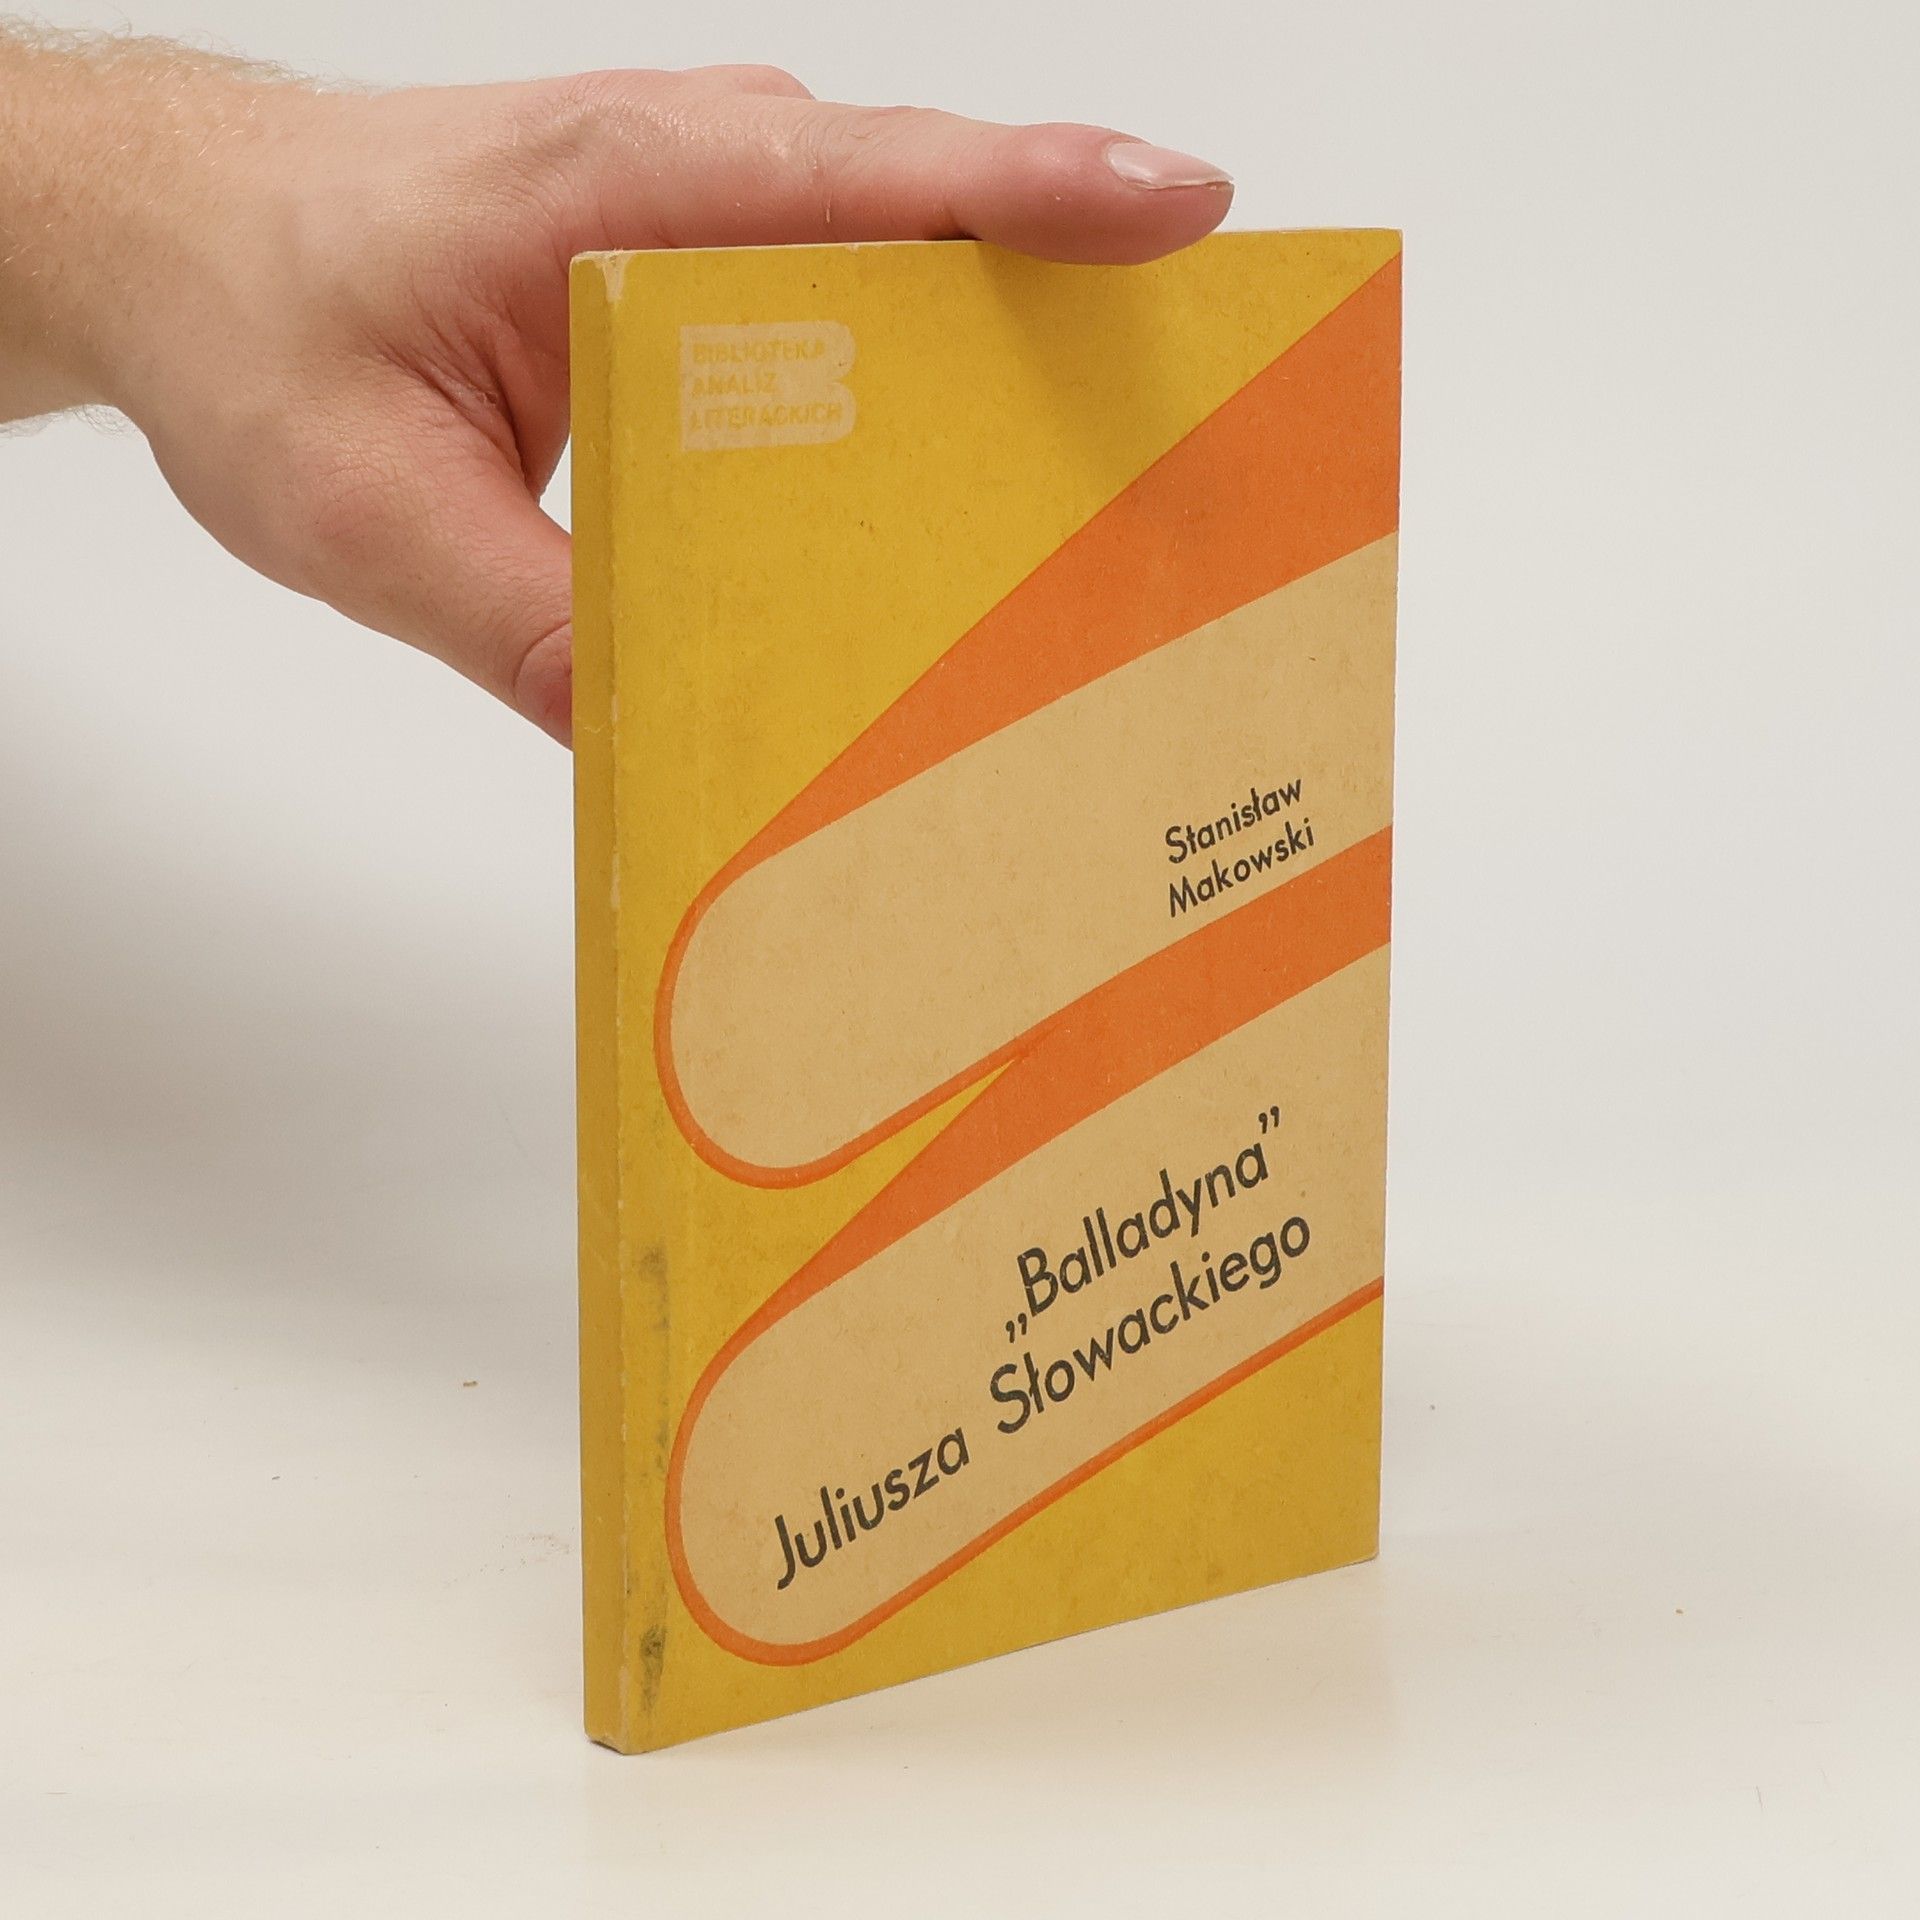 BIBLIOTEKA
ANALIZ
LITERACKICH
Stanisław
Makowski
„Balladyna”
Juliusza Słowackiego